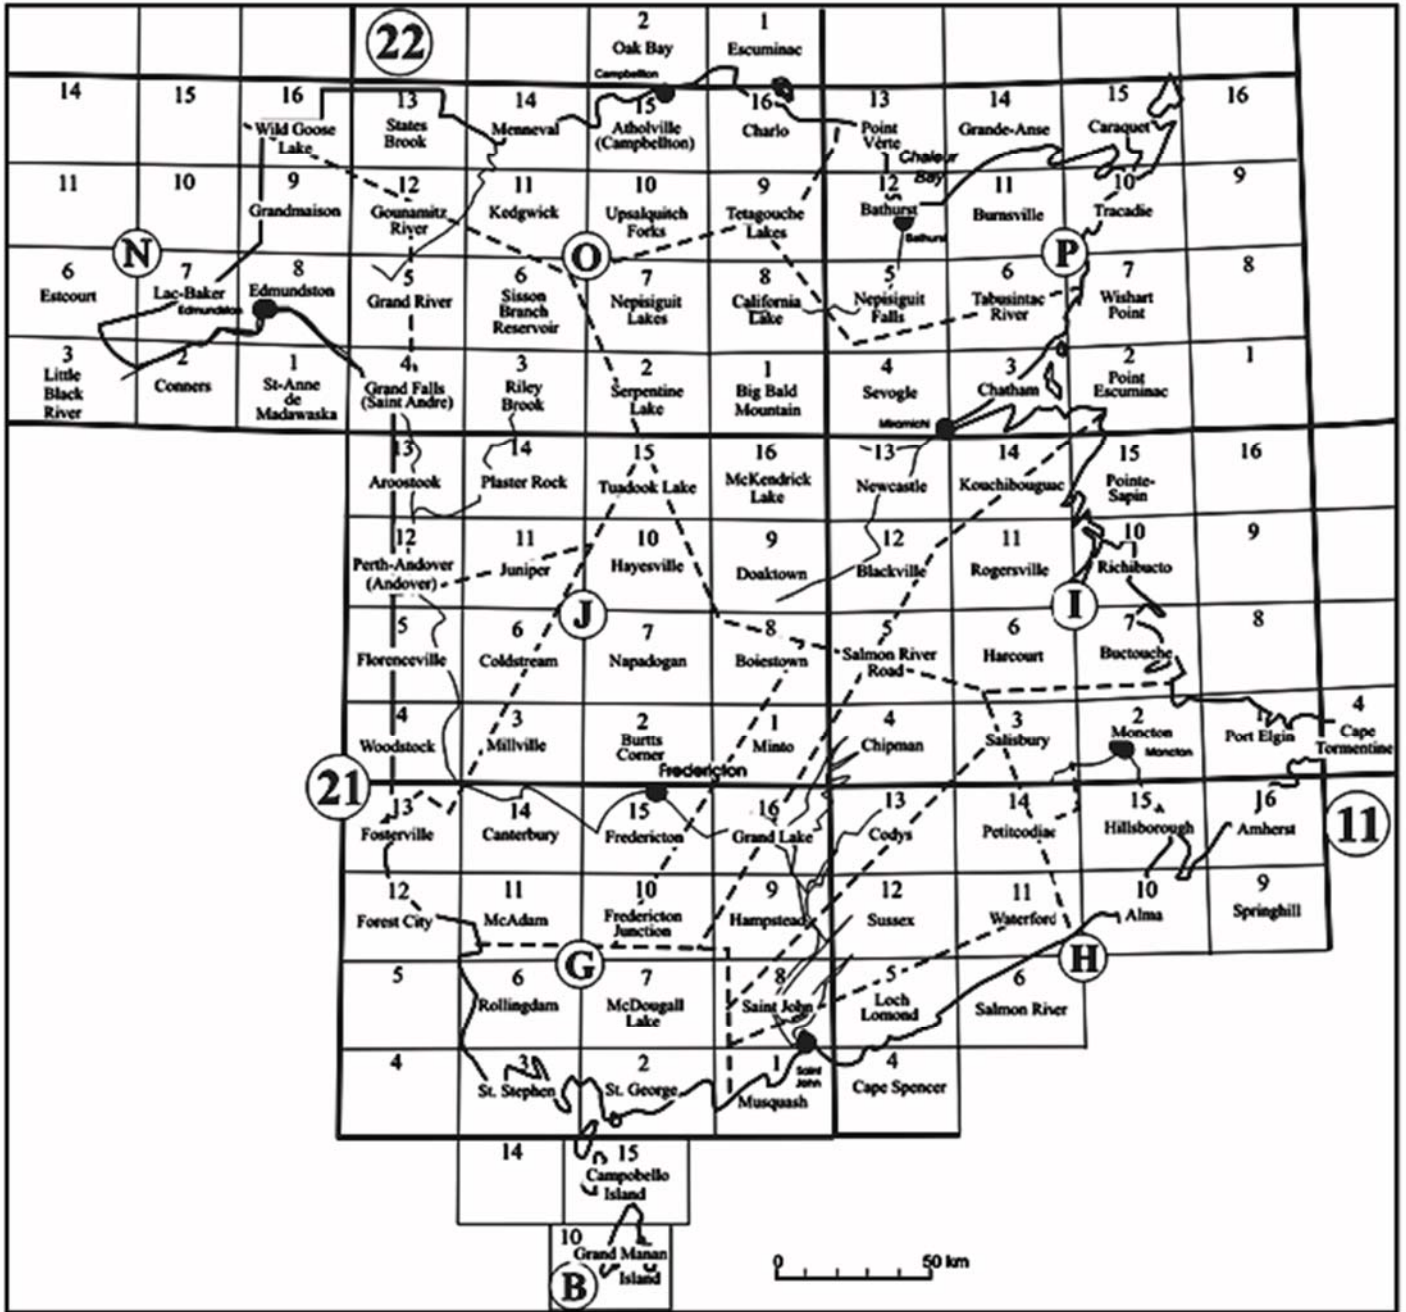 22
2
Oak Bay
1
Escuminac
Campbellton
14
15
16
Wild Goose
Lake
13
States
Brook
14
Menneval
15
Atholville
(Campbellton)
16
Charlo
13
Point
Verte
14
Grande-Anse
15
Caraquet
16
Chaleur
Bay
11
10
9
Grandmaison
12
Gounamitz
River
11
Kedgwick
10
Upsalquitch
Forks
9
Tetagouche
Lakes
12
Bathurst
Bathurst
11
Burnsville
10
Tracadie
9
N
O
P
6
Estcourt
7
Lac-Baker
Edmundston
8
Edmundston
5
Grand River
6
Sisson
Branch
Reservoir
7
Nepisiguit
Lakes
8
California
Lake
5
Nepisiguit
Falls
6
Tabusintac
River
7
Wishart
Point
8
3
Little
Black
River
2
Conners
1
St-Anne
de
Madawaska
4
Grand Falls
(Saint Andre)
3
Riley
Brook
2
Serpentine
Lake
1
Big Bald
Mountain
4
Sevogle
3
Chatham
2
Point
Escuminac
1
Miramichi
13
Aroostook
14
Plaster Rock
15
Tuadook Lake
16
McKendrick
Lake
13
Newcastle
14
Kouchibouguac
15
Pointe-
Sapin
16
12
Perth-Andover
(Andover)
11
Juniper
10
Hayesville
9
Doaktown
12
Blackville
11
Rogersville
10
Richibucto
9
J
I
5
Florenceville
6
Coldstream
7
Napadogan
8
Boiestown
5
Salmon River
Road
6
Harcourt
7
Buctouche
8
4
Woodstock
3
Millville
2
Burtts
Corner
1
Minto
4
Chipman
3
Salisbury
2
Moncton
Moncton
1
Port Elgin
4
Cape
Tormentine
Fredericton
21
13
Fosterville
14
Canterbury
15
Fredericton
16
Grand Lake
13
Codys
14
Petitcodiac
15
Hillsborough
16
Amherst
11
12
Forest City
11
McAdam
10
Fredericton
Junction
9
Hampstead
12
Sussex
11
Waterford
10
Alma
9
Springhill
G
H
5
6
Rollingdam
7
McDougall
Lake
8
Saint John
5
Loch
Lomond
6
Salmon River
4
3
St. Stephen
2
St. George
1
Musquash
Saint
John
4
Cape Spencer
14
15
Campobello
Island
10
Grand Manan
Island
B
0
50 km